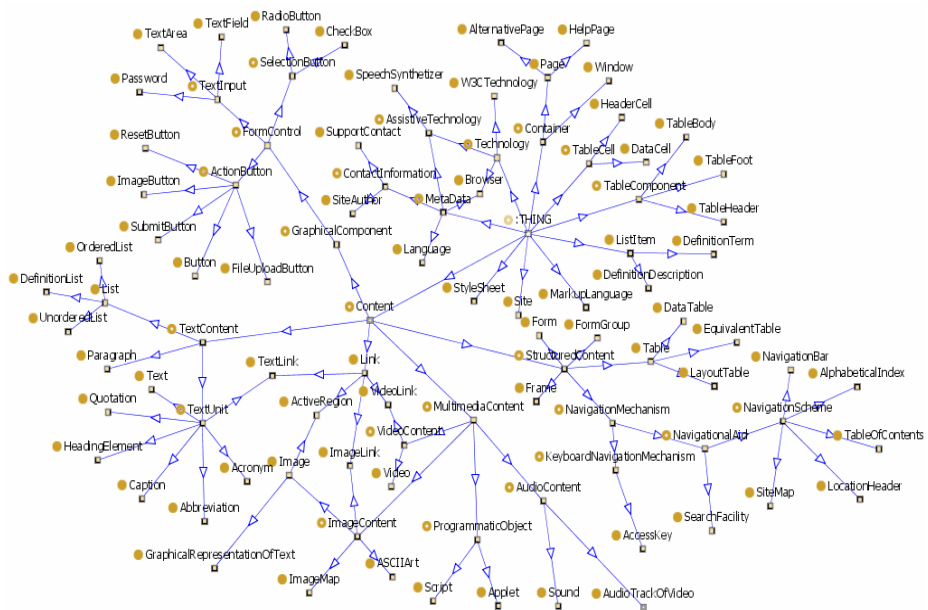 RadioButton
TextField
CheckBox
TextArea
SelectionButton
Password
TextInput
AlternativePage
HelpPage
Page
Window
SpeechSynthetizer
W3CTechnology
HeaderCell
AssistiveTechnology
Container
TableBody
SupportContact
Technology
TableCell
DataCell
ResetButton
FormControl
TableFoot
ActionButton
ContactInformation
TableComponent
ImageButton
Browser
SiteAuthor
MetaData
TableHeader
:THING
SubmitButton
GraphicalComponent
Language
ListItem
DefinitionTerm
OrderedList
Button
FileUploadButton
DefinitionDescription
DefinitionList
List
StyleSheet
MarkupLanguage
Site
Content
DataTable
UnorderedList
TextContent
Form
FormGroup
EquivalentTable
Paragraph
TextLink
Link
StructuredContent
Table
NavigationBar
Text
VideoLink
Frame
LayoutTable
AlphabeticalIndex
Quotation
TextUnit
ActiveRegion
MultimediaContent
NavigationMechanism
NavigationScheme
VideoContent
NavigationalAid
TableOfContents
HeadingElement
Acronym
Image
ImageLink
KeyboardNavigationMechanism
Caption
Video
AudioContent
LocationHeader
Abbreviation
SiteMap
ImageContent
ProgrammaticObject
SearchFacility
AccessKey
GraphicalRepresentationOfText
ASCIIArt
ImageMap
Script
Applet
Sound
AudioTrackOfVideo